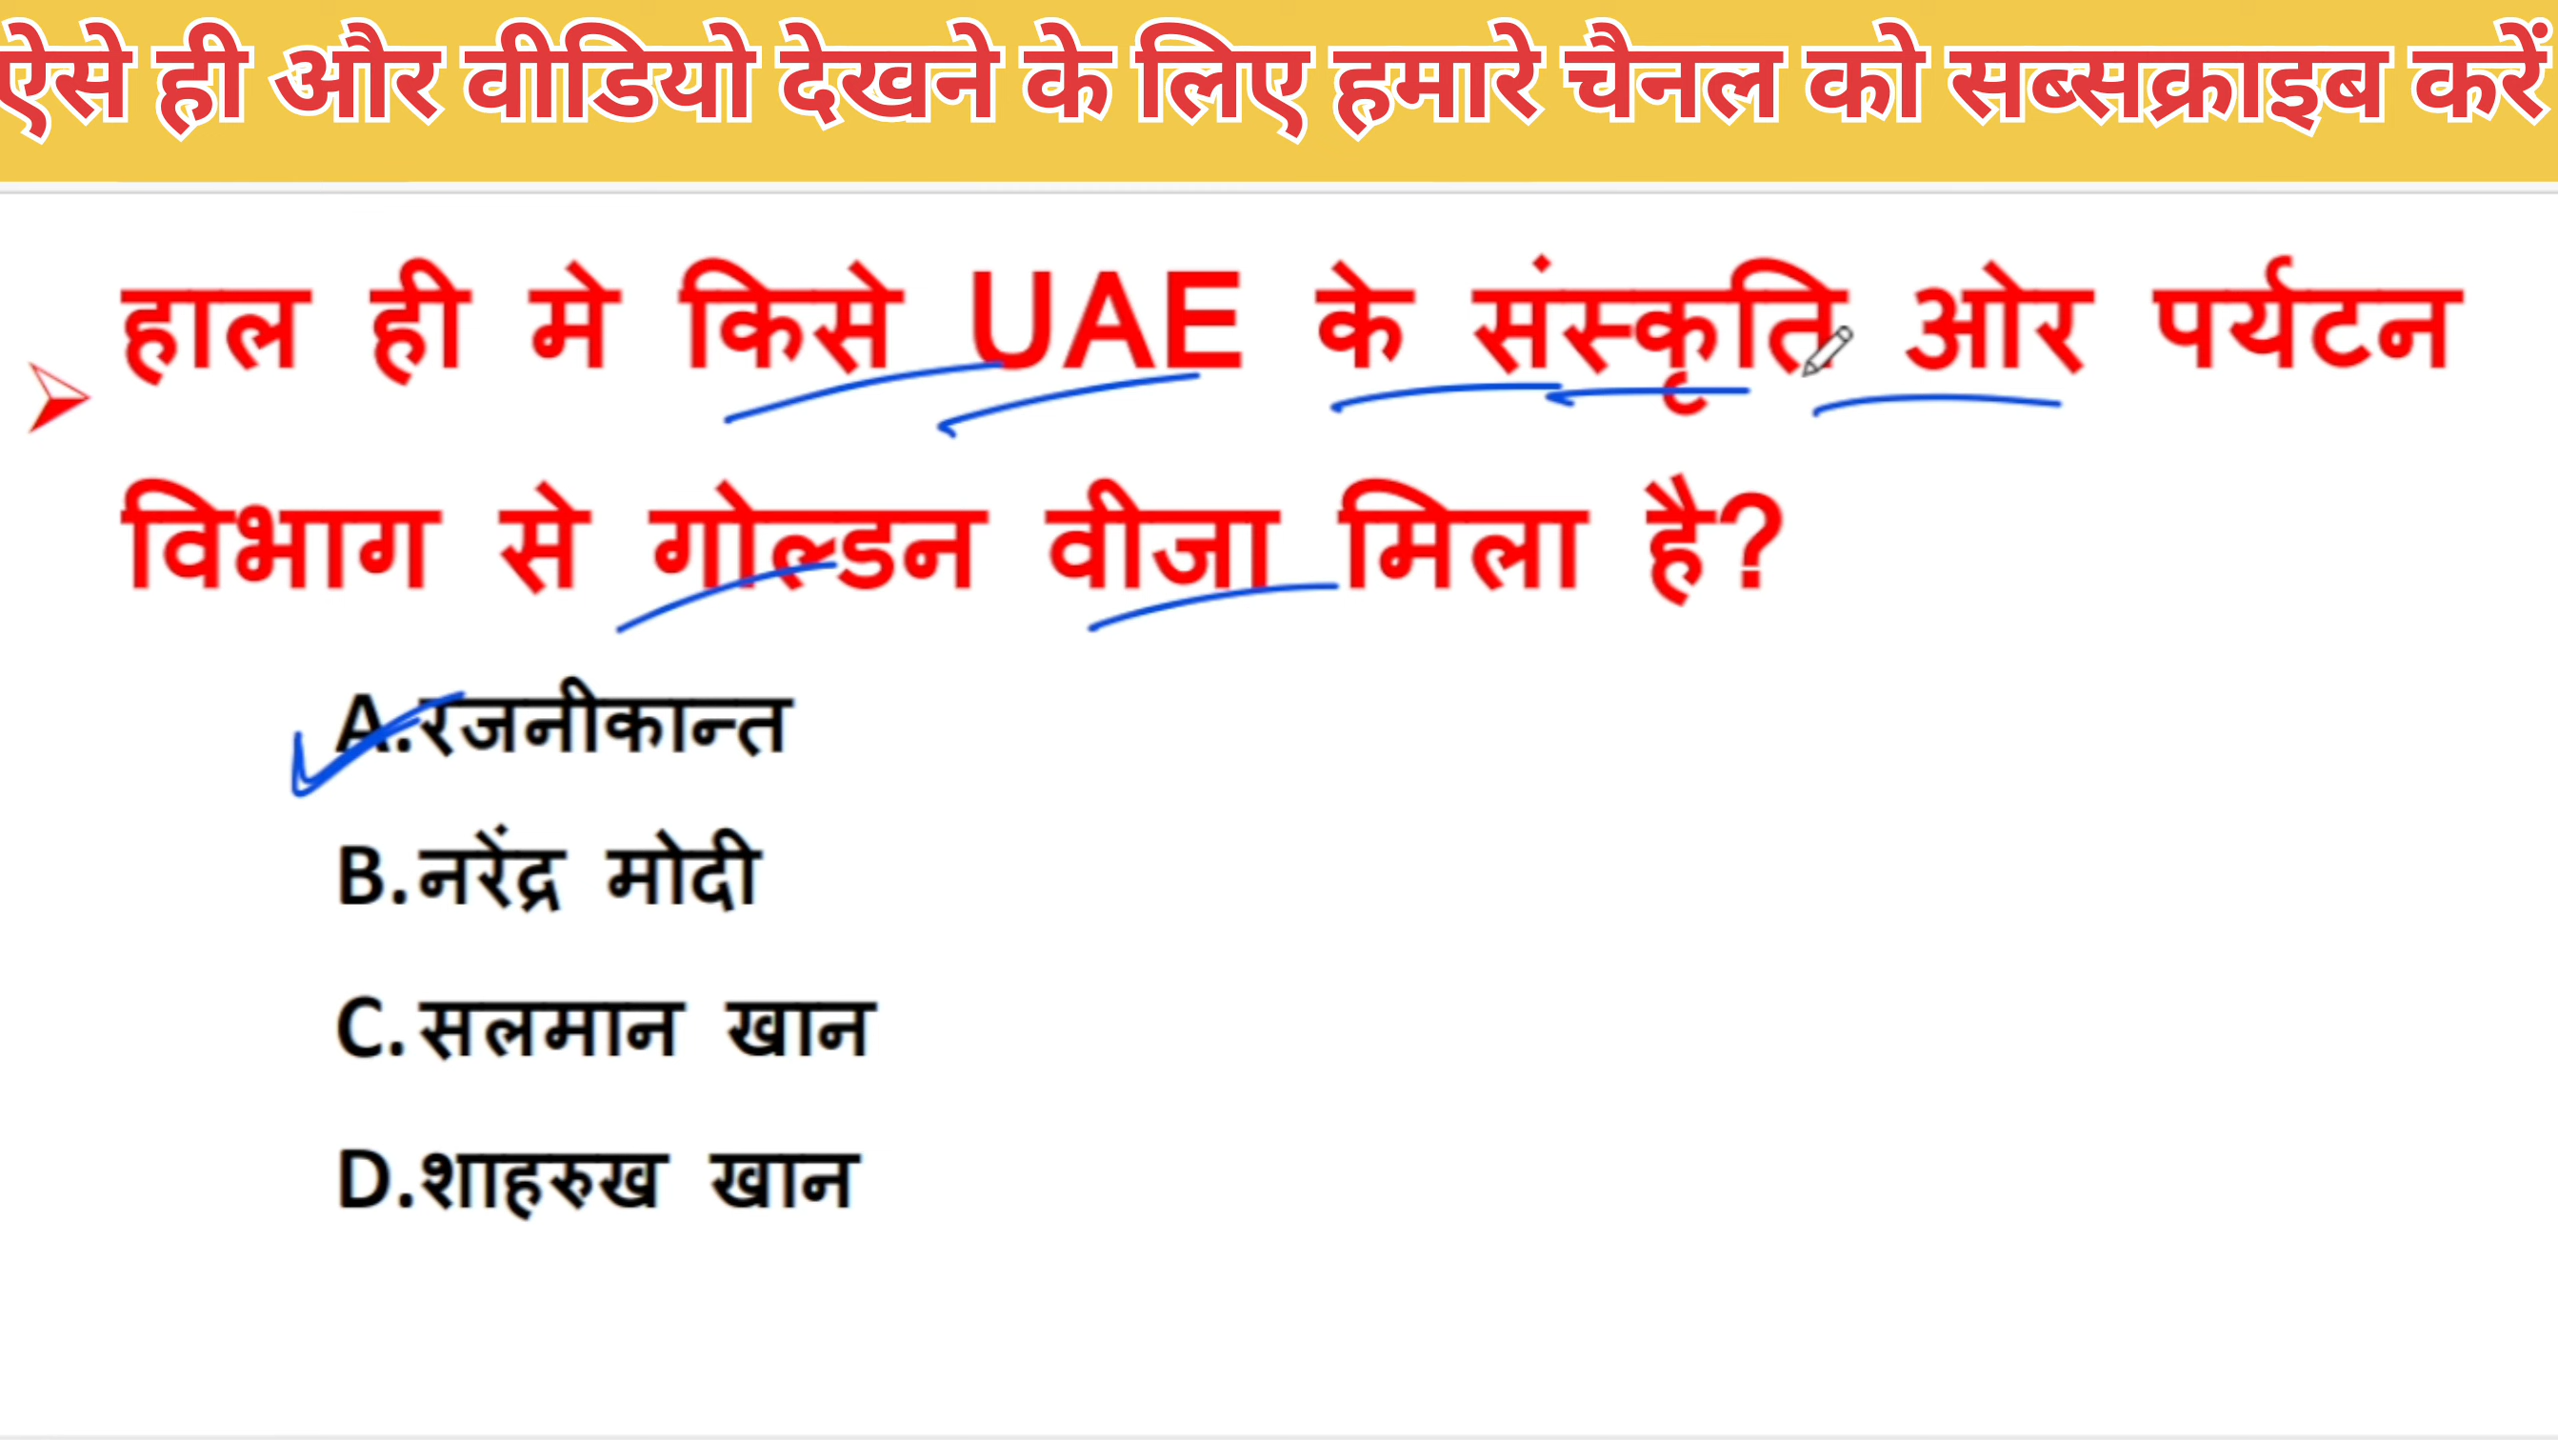 ऐसे ही और वीडियो देखने के लिए हमारे चैनल को सब्सक्राइब करें
हाल ही मे किसे UAE के संस्कृति ओर पर्यटन
विभाग से गोल्डन वीजा मिला है?
A.रजनीकान्त
B.नरेंद्र मोदी
C.सलमान खान
D.शाहरुख खान